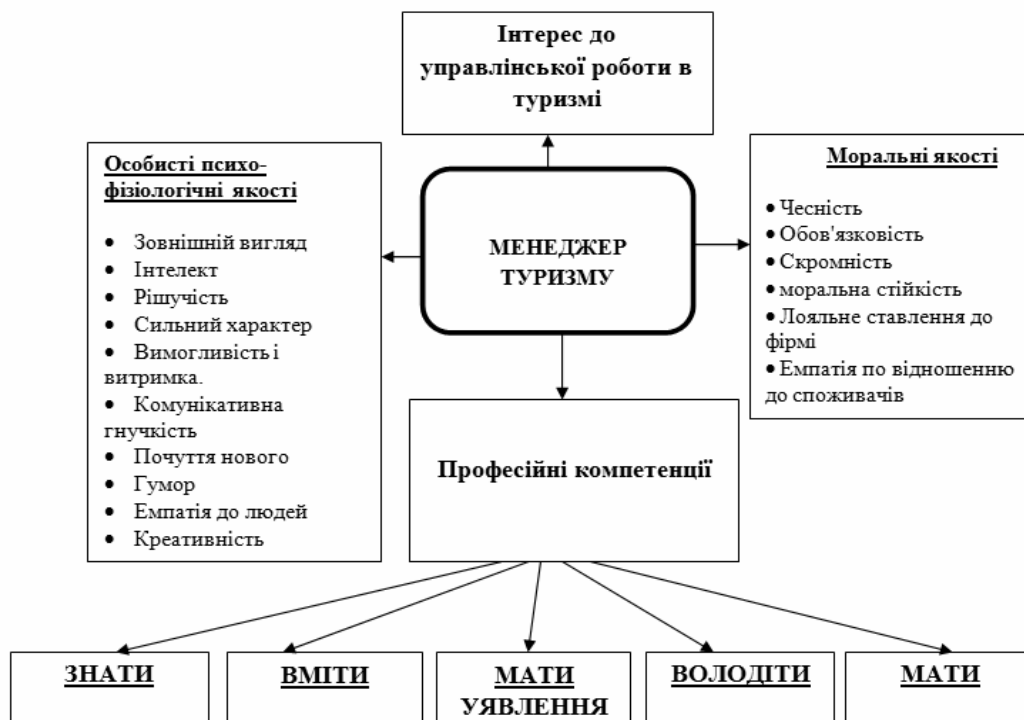 Інтерес до
управлінської роботи в
туризмі
Особисті психо-
фізіологічні якості
• Зовнішній вигляд
• Інтелект
• Рішучість
• Сильний характер
• Вимогливість і
витримка.
• Комунікативна
гнучкість
• Почуття нового
• Гумор
• Емпатія до людей
• Креативність
МЕНЕДЖЕР
ТУРИЗМУ
Моральні якості
• Чесність
• Обов'язковість
• Скромність
• моральна стійкість
• Лояльне ставлення до
фірмі
• Емпатія по відношенню
до споживачів
Професійні компетенції
ЗНАТИ
ВМІТИ
МАТИ
УЯВЛЕННЯ
ВОЛОДІТИ
МАТИ